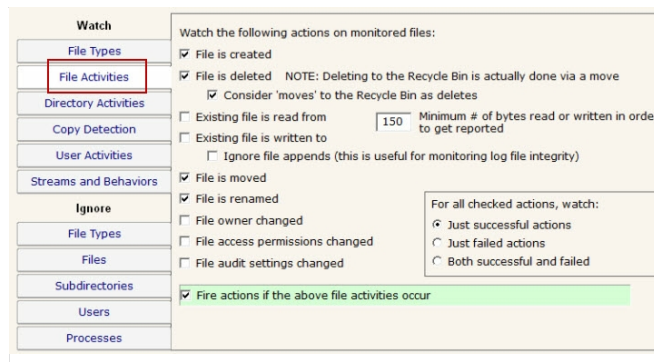 Watch
File Types
File Activities
Directory Activities
Copy Detection
User Activities
Streams and Behaviors
Ignore
File Types
Files
Subdirectories
Users
Processes
Watch the following actions on monitored files:
File is created
File is deleted NOTE: Deleting to the Recycle Bin is actually done via a move
Consider 'moves' to the Recycle Bin as deletes
Existing file is read from
150 Minimum # of bytes read or written in orde
to get reported
Existing file is written to
Ignore file appends (this is useful for monitoring log file integrity)
File is moved
File is renamed
File owner changed
File access permissions changed
File audit settings changed
For all checked actions, watch:
Just successful actions
Just failed actions
Both successful and failed
Fire actions if the above file activities occur